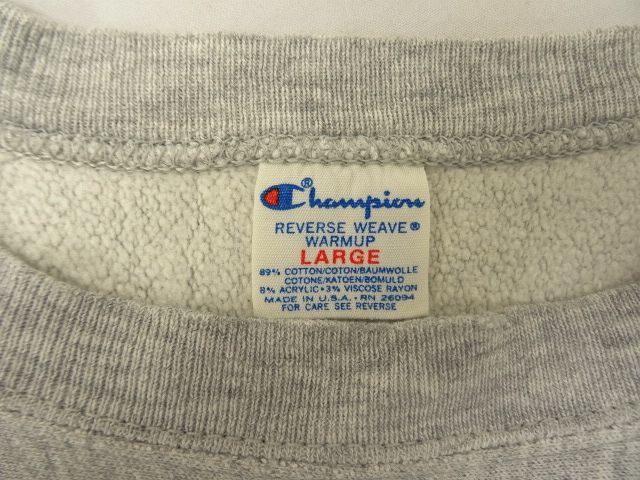 Champion®
REVERSE WEAVE®
WARMUP
LARGE
89% COTTON/COTON/BAUMWOLLE
COTONE/KATOEN/BOMULD
8% ACRYLIC•3% VISCOSE RAYON
MADE IN U.S.A. • RN 26094
FOR CARE SEE REVERSE